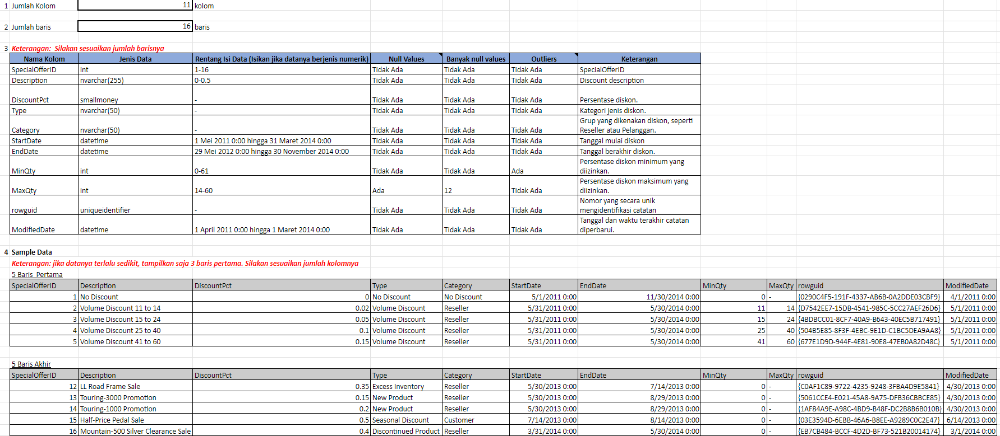 1 Jumlah Kolom 11 kolom
2 Jumlah baris 16 baris
3 Keterangan: Silakan sesuaikan jumlah barisnya
Nama Kolom Jenis Data Rentang Isi Data (Isikan jika datanya berjenis numerik) Null Values Banyak null values Outliers Keterangan
SpecialOfferID int 1-16 Tidak Ada Tidak Ada Tidak Ada SpecialOfferID
Description nvarchar(255) 0-0.5 Tidak Ada Tidak Ada Tidak Ada Discount description
DiscountPct smallmoney - Tidak Ada Tidak Ada Tidak Ada Persentase diskon.
Type nvarchar(50) - Tidak Ada Tidak Ada Tidak Ada Kategori jenis diskon.
Grup yang dikenakan diskon, seperti
Category nvarchar(50) - Tidak Ada Tidak Ada Tidak Ada Reseller atau Pelanggan.
StartDate datetime 1 Mei 2011 0:00 hingga 31 Maret 2014 0:00 Tidak Ada Tidak Ada Tidak Ada Tanggal mulai diskon
EndDate datetime 29 Mei 2012 0:00 hingga 30 November 2014 0:00 Tidak Ada Tidak Ada Tidak Ada Tanggal berakhir diskon.
Persentase diskon minimum yang
MinQty int 0-61 Tidak Ada Tidak Ada Ada diizinkan.
Persentase diskon maksimum yang
MaxQty int 14-60 Ada 12 Tidak Ada diizinkan.
Nomor yang secara unik
rowguid uniqueidentifier - Tidak Ada Tidak Ada Tidak Ada mengidentifikasi catatan
Tanggal dan waktu terakhir catatan
ModifiedDate datetime 1 April 2011 0:00 hingga 1 Maret 2014 0:00 Tidak Ada Tidak Ada Tidak Ada diperbarui.
4 Sample Data
Keterangan: jika datanya terlalu sedikit, tampilkan saja 3 baris pertama. Silakan sesuaikan jumlah kolomnya
5 Baris Pertama
SpecialOfferID Description DiscountPct Type Category StartDate EndDate MinQty MaxQty rowguid ModifiedDate
1 No Discount 0 No Discount No Discount 5/1/2011 0:00 11/30/2014 0:00 0 - {0290C4F5-191F-4337-AB6B-0A2DDE03CBF9} 4/1/2011 0:00
2 Volume Discount 11 to 14 0.02 Volume Discount Reseller 5/31/2011 0:00 5/30/2014 0:00 11 14 {D7542EE7-15DB-4541-985C-5CC27AEF26D6} 5/1/2011 0:00
3 Volume Discount 15 to 24 0.05 Volume Discount Reseller 5/31/2011 0:00 5/30/2014 0:00 15 24 {4BDBCC01-8CF7-40A9-B643-40EC5B717491} 5/1/2011 0:00
4 Volume Discount 25 to 40 0.1 Volume Discount Reseller 5/31/2011 0:00 5/30/2014 0:00 25 40 {504B5E85-8F3F-4EBC-9E1D-C1BC5DEA9AA8} 5/1/2011 0:00
5 Volume Discount 41 to 60 0.15 Volume Discount Reseller 5/31/2011 0:00 5/30/2014 0:00 41 60 {677E1D9D-944F-4E81-90E8-47EB0A82D48C} 5/1/2011 0:00
5 Baris Akhir
SpecialOfferID Description DiscountPct Type Category StartDate EndDate MinQty MaxQty rowguid ModifiedDate
12 LL Road Frame Sale 0.35 Excess Inventory Reseller 5/30/2013 0:00 7/14/2013 0:00 0 - {C0AF1C89-9722-4235-9248-3FBA4D9E5841} 4/30/2013 0:00
13 Touring-3000 Promotion 0.15 New Product Reseller 5/30/2013 0:00 8/29/2013 0:00 0 - {5061CCE4-E021-45A8-9A75-DFB36CBBCE85} 4/30/2013 0:00
14 Touring-1000 Promotion 0.2 New Product Reseller 5/30/2013 0:00 8/29/2013 0:00 0 - {1AF84A9E-A98C-4BD9-B48F-DC2B8B6B010B} 4/30/2013 0:00
15 Half-Price Pedal Sale 0.5 Seasonal Discount Customer 7/14/2013 0:00 8/14/2013 0:00 0 - {03E3594D-6EBB-46A6-B8EE-A9289C0C2E47} 6/14/2013 0:00
16 Mountain-500 Silver Clearance Sale 0.4 Discontinued Product Reseller 3/31/2014 0:00 5/30/2014 0:00 0 - {EB7CB484-BCCF-4D2D-BF73-521B20014174} 3/1/2014 0:00